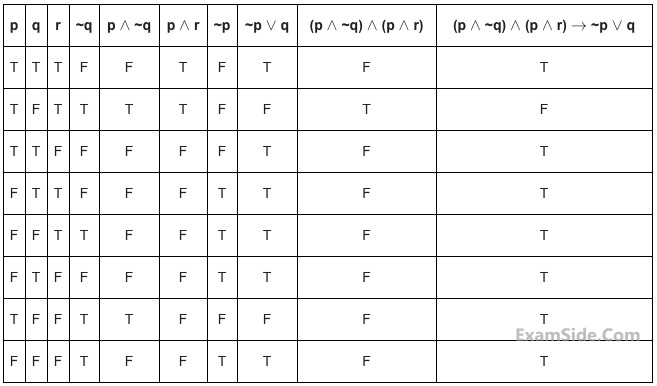 p q r ~q p ∧ ~q p ∧ r ~p ~p ∨ q (p ∧ ~q) ∧ (p ∧ r) (p ∧ ~q) ∧ (p ∧ r) → ~p ∨ q
T T T F F T F T F T
T F T T T T F F T F
T T F F F F F T F T
F T T F F F T T F T
F F T T F F T T F T
F T F F F F T T F T
T F F T T F F F F T
ExamSide.Com
F F F T F F T T F T